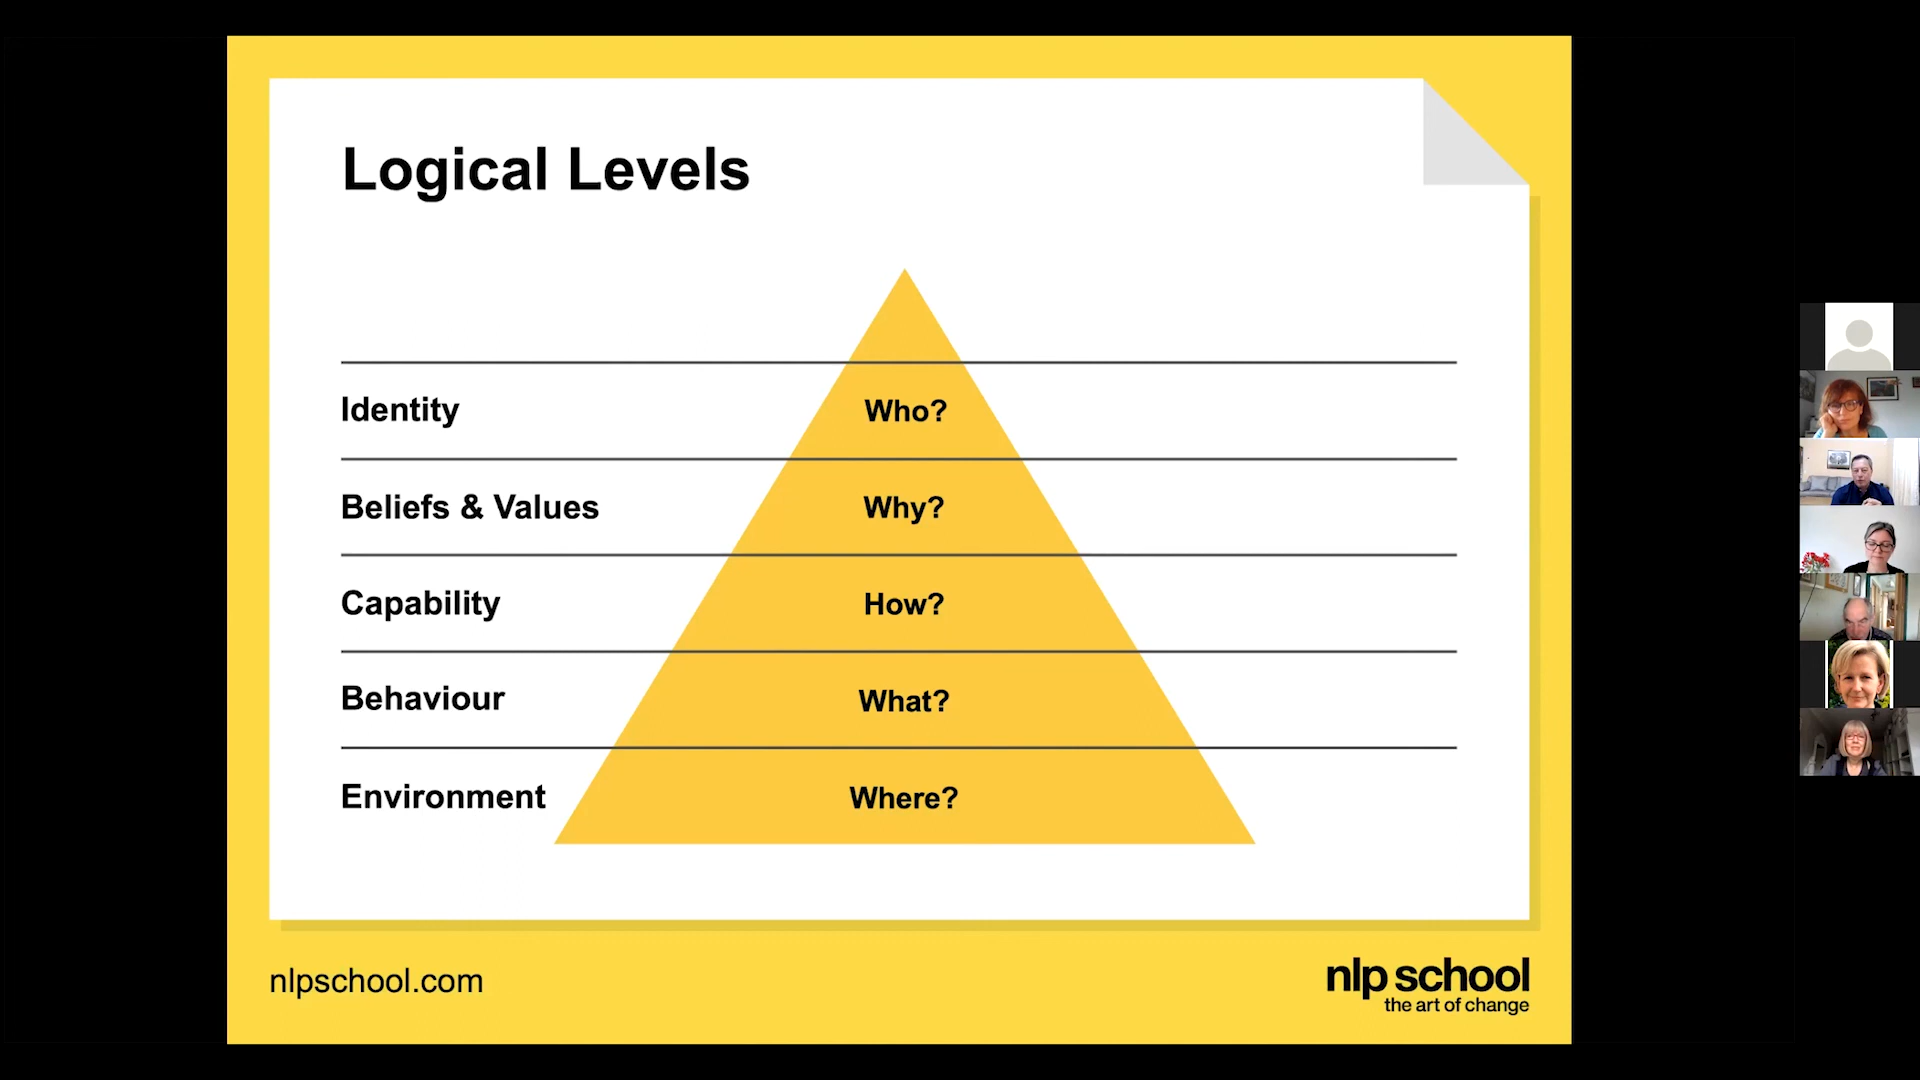 Logical Levels
Identity Who?
Beliefs & Values Why?
Capability How?
Behaviour What?
Environment Where?
nlpschool.com
nlp school
the art of change